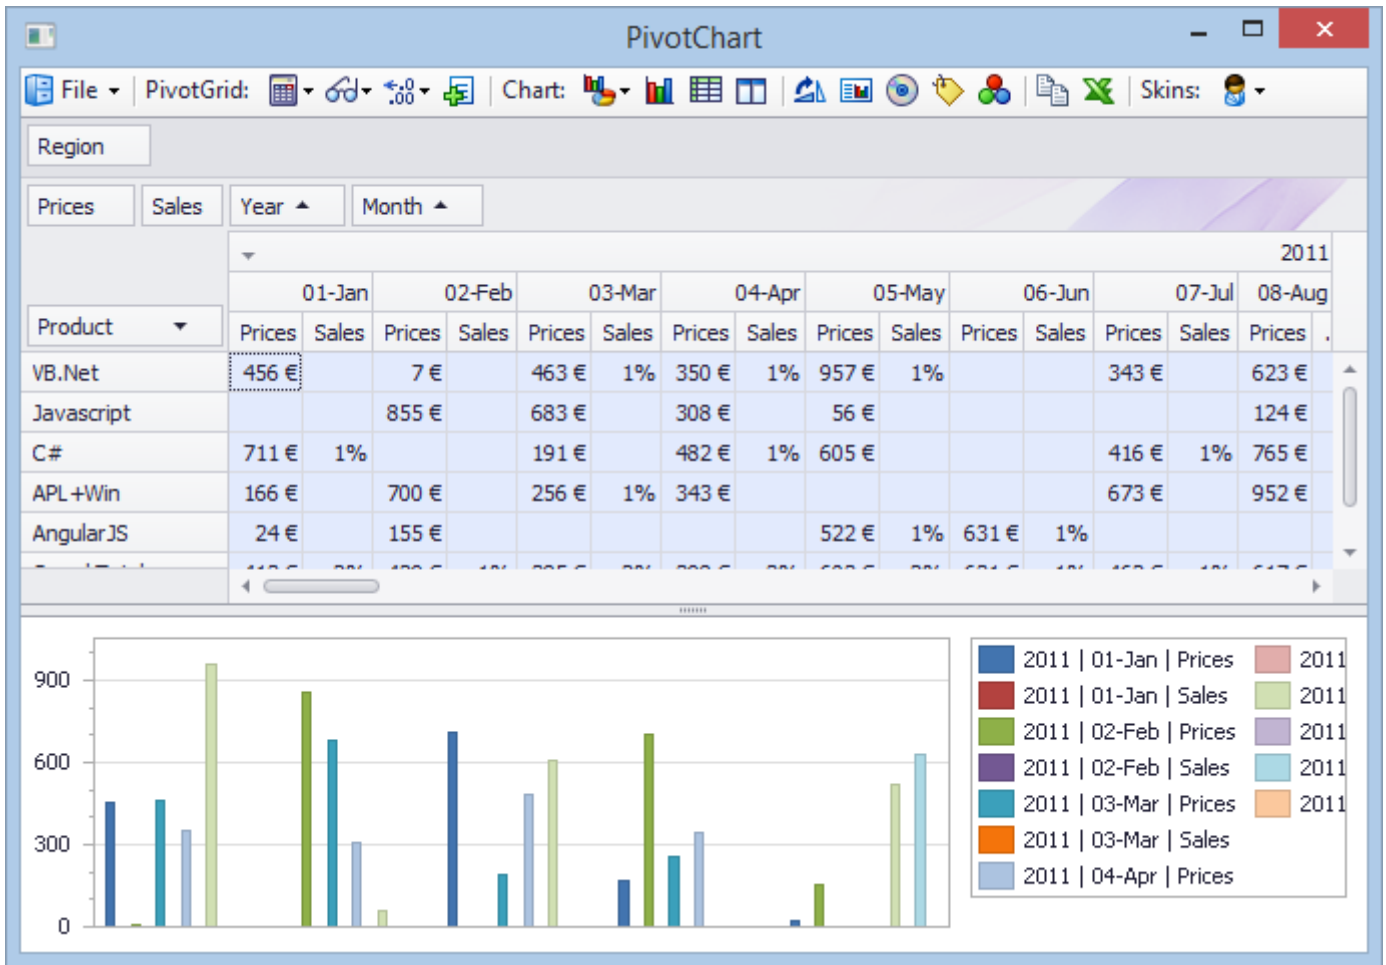 PivotChart
File PivotGrid: Chart: Skins:
Region
Prices Sales Year Month
2011
01-Jan 02-Feb 03-Mar 04-Apr 05-May 06-Jun 07-Jul 08-Aug
Product Prices Sales Prices Sales Prices Sales Prices Sales Prices Sales Prices Sales Prices Sales Prices .
VB.Net 456 € 7 € 463 € 1% 350 € 1% 957 € 1% 343 € 623 €
Javascript 855 € 683 € 308 € 56 € 124 €
C# 711 € 1% 191 € 482 € 1% 605 € 416 € 1% 765 €
APL+Win 166 € 700 € 256 € 1% 343 € 673 € 952 €
AngularJS 24 € 155 € 522 € 1% 631 € 1%
900
600
300
0
2011 | 01-Jan | Prices 2011
2011 | 01-Jan | Sales 2011
2011 | 02-Feb | Prices 2011
2011 | 02-Feb | Sales 2011
2011 | 03-Mar | Prices 2011
2011 | 03-Mar | Sales
2011 | 04-Apr | Prices